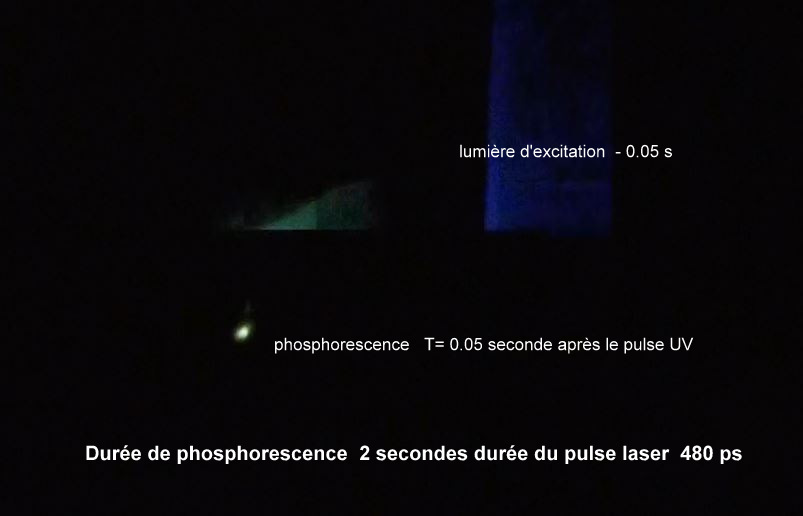 lumière d'excitation - 0.05 s
phosphorescence T= 0.05 seconde après le pulse UV
Durée de phosphorescence 2 secondes durée du pulse laser 480 ps